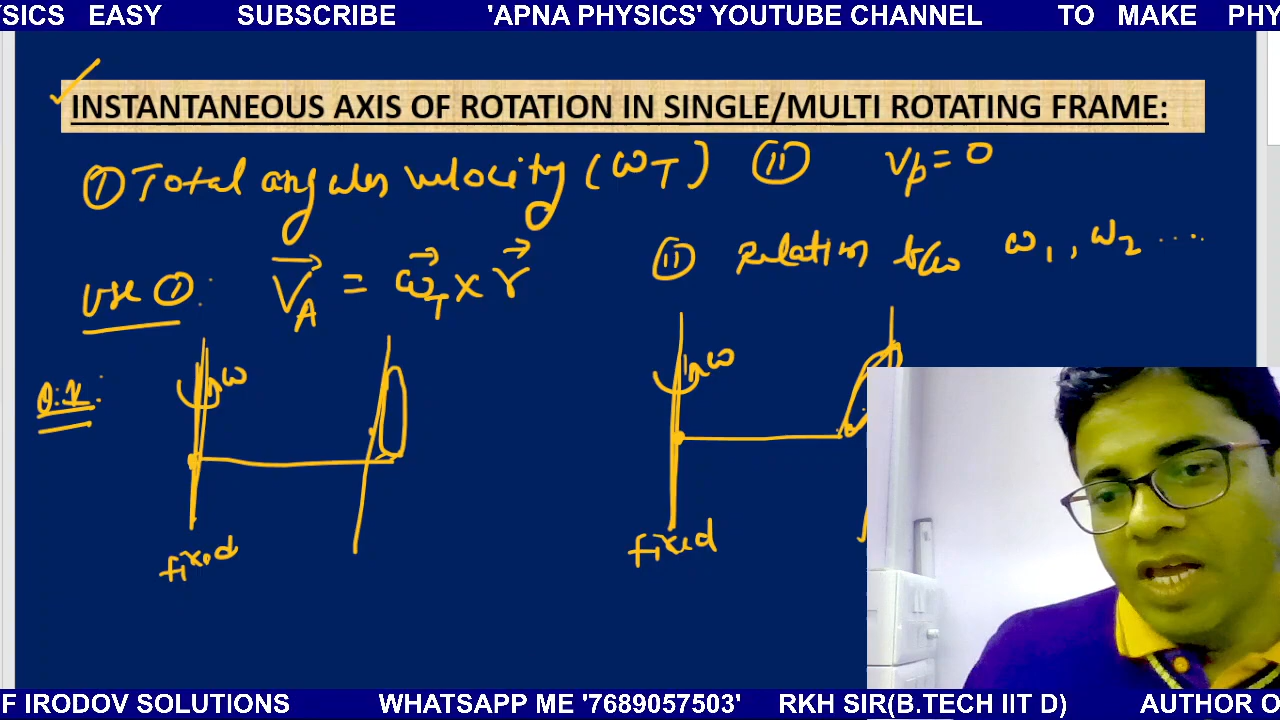 SICS EASY SUBSCRIBE 'APNA PHYSICS' YOUTUBE CHANNEL TO MAKE PHY
INSTANTANEOUS AXIS OF ROTATION IN SINGLE/MULTI ROTATING FRAME:
① Total angular velocity (ωT) ⑪ vp = 0
⑪ Relation b/w ω1, ω2 ....
use ①: V⃗A = ω⃗T × r⃗
ω
ω
fixed
fixed
F IRODOV SOLUTIONS WHATSAPP ME '7689057503' RKH SIR(B.TECH IIT D) AUTHOR O